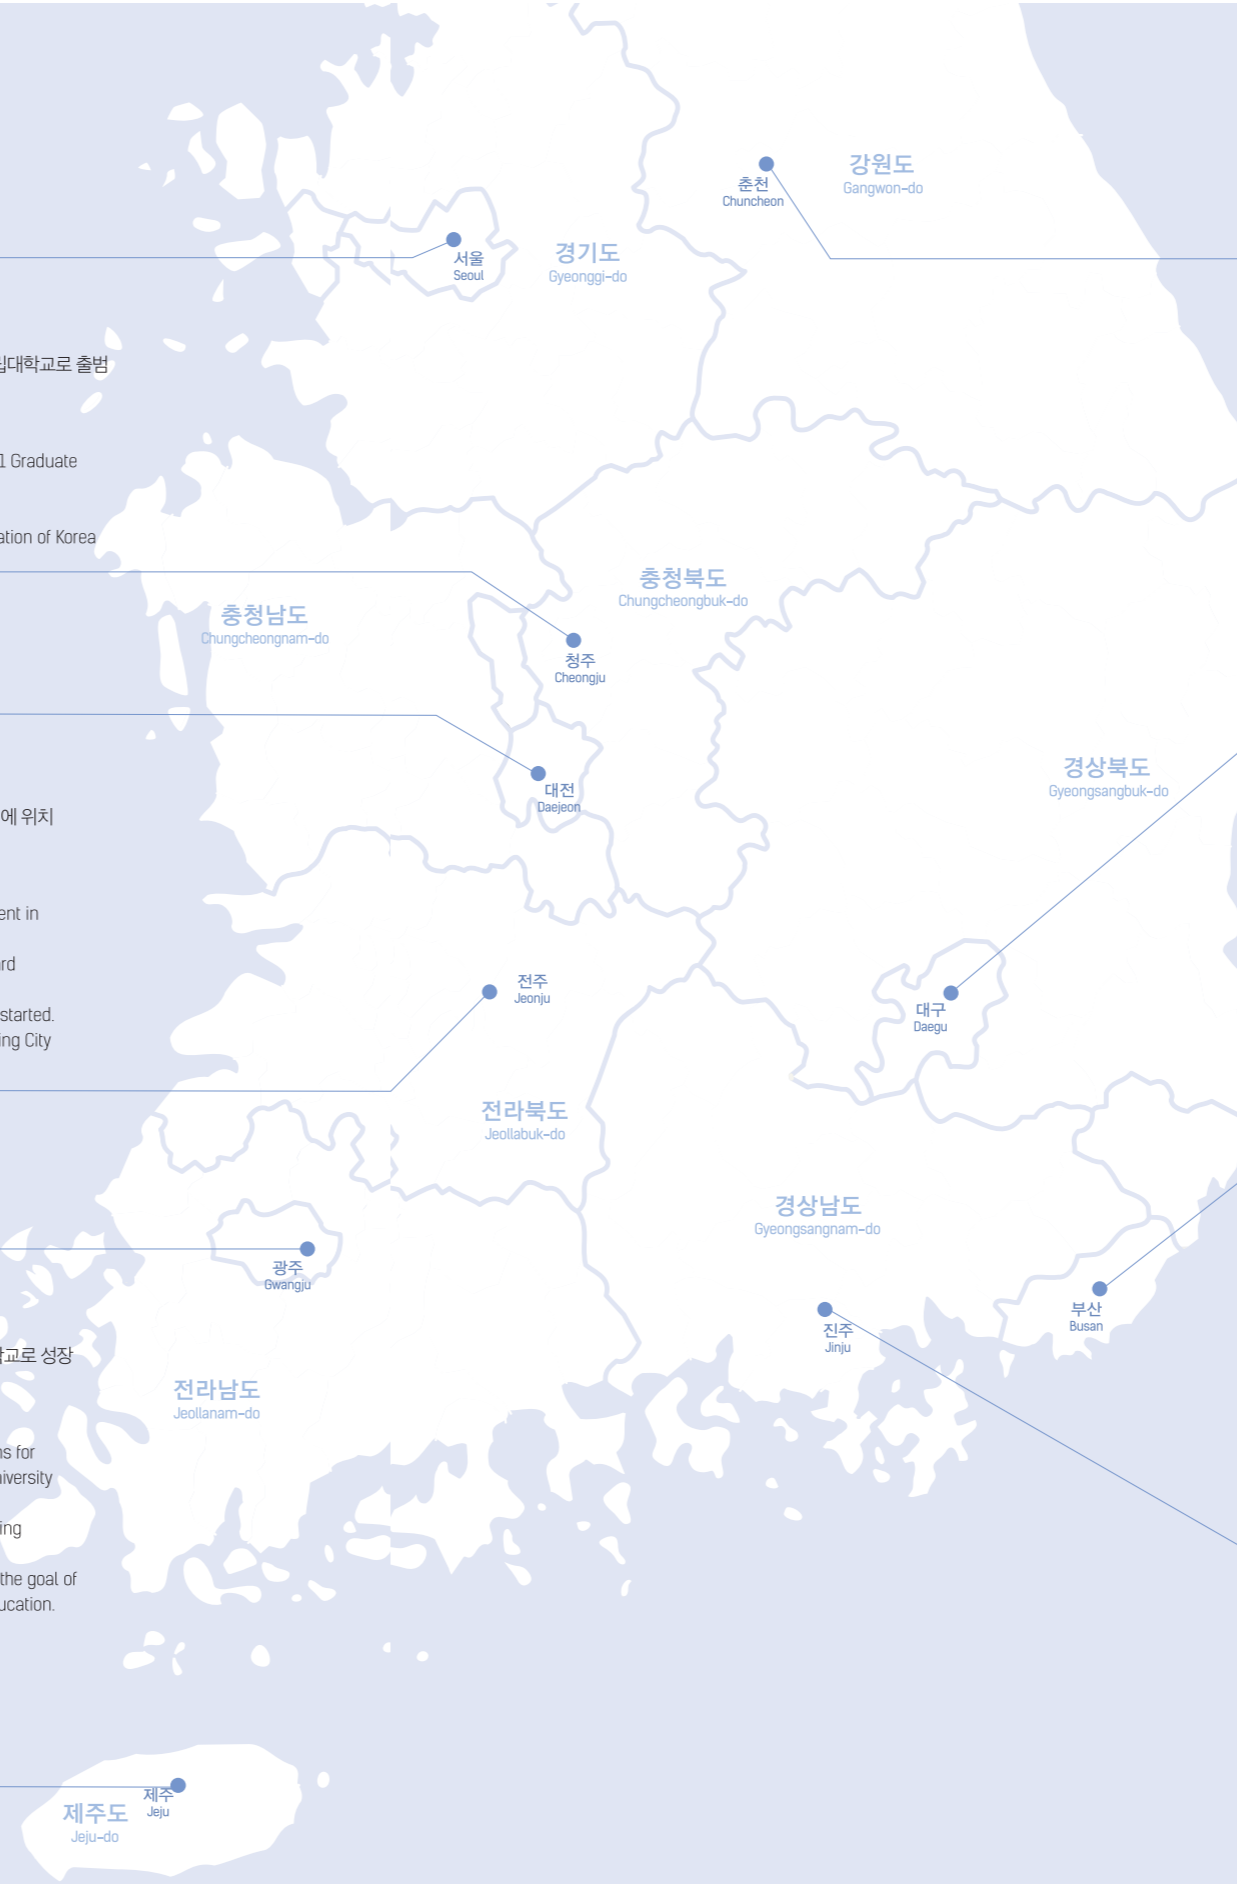 강원도
Gangwon-do
춘천
Chuncheon
서울
Seoul
경기도
Gyeonggi-do
립대학교로 출범
1 Graduate
ation of Korea
충청북도
Chungcheongbuk-do
충청남도
Chungcheongnam-do
청주
Cheongju
대전
Daejeon
경상북도
Gyeongsangbuk-do
에 위치
ent in
ard
started.
ing City
전주
Jeonju
대구
Daegu
전라북도
Jeollabuk-do
경상남도
Gyeongsangnam-do
광주
Gwangju
부산
Busan
진주
Jinju
학교로 성장
전라남도
Jeollanam-do
ns for
niversity
ing
the goal of
ucation.
제주
Jeju
제주도
Jeju-do